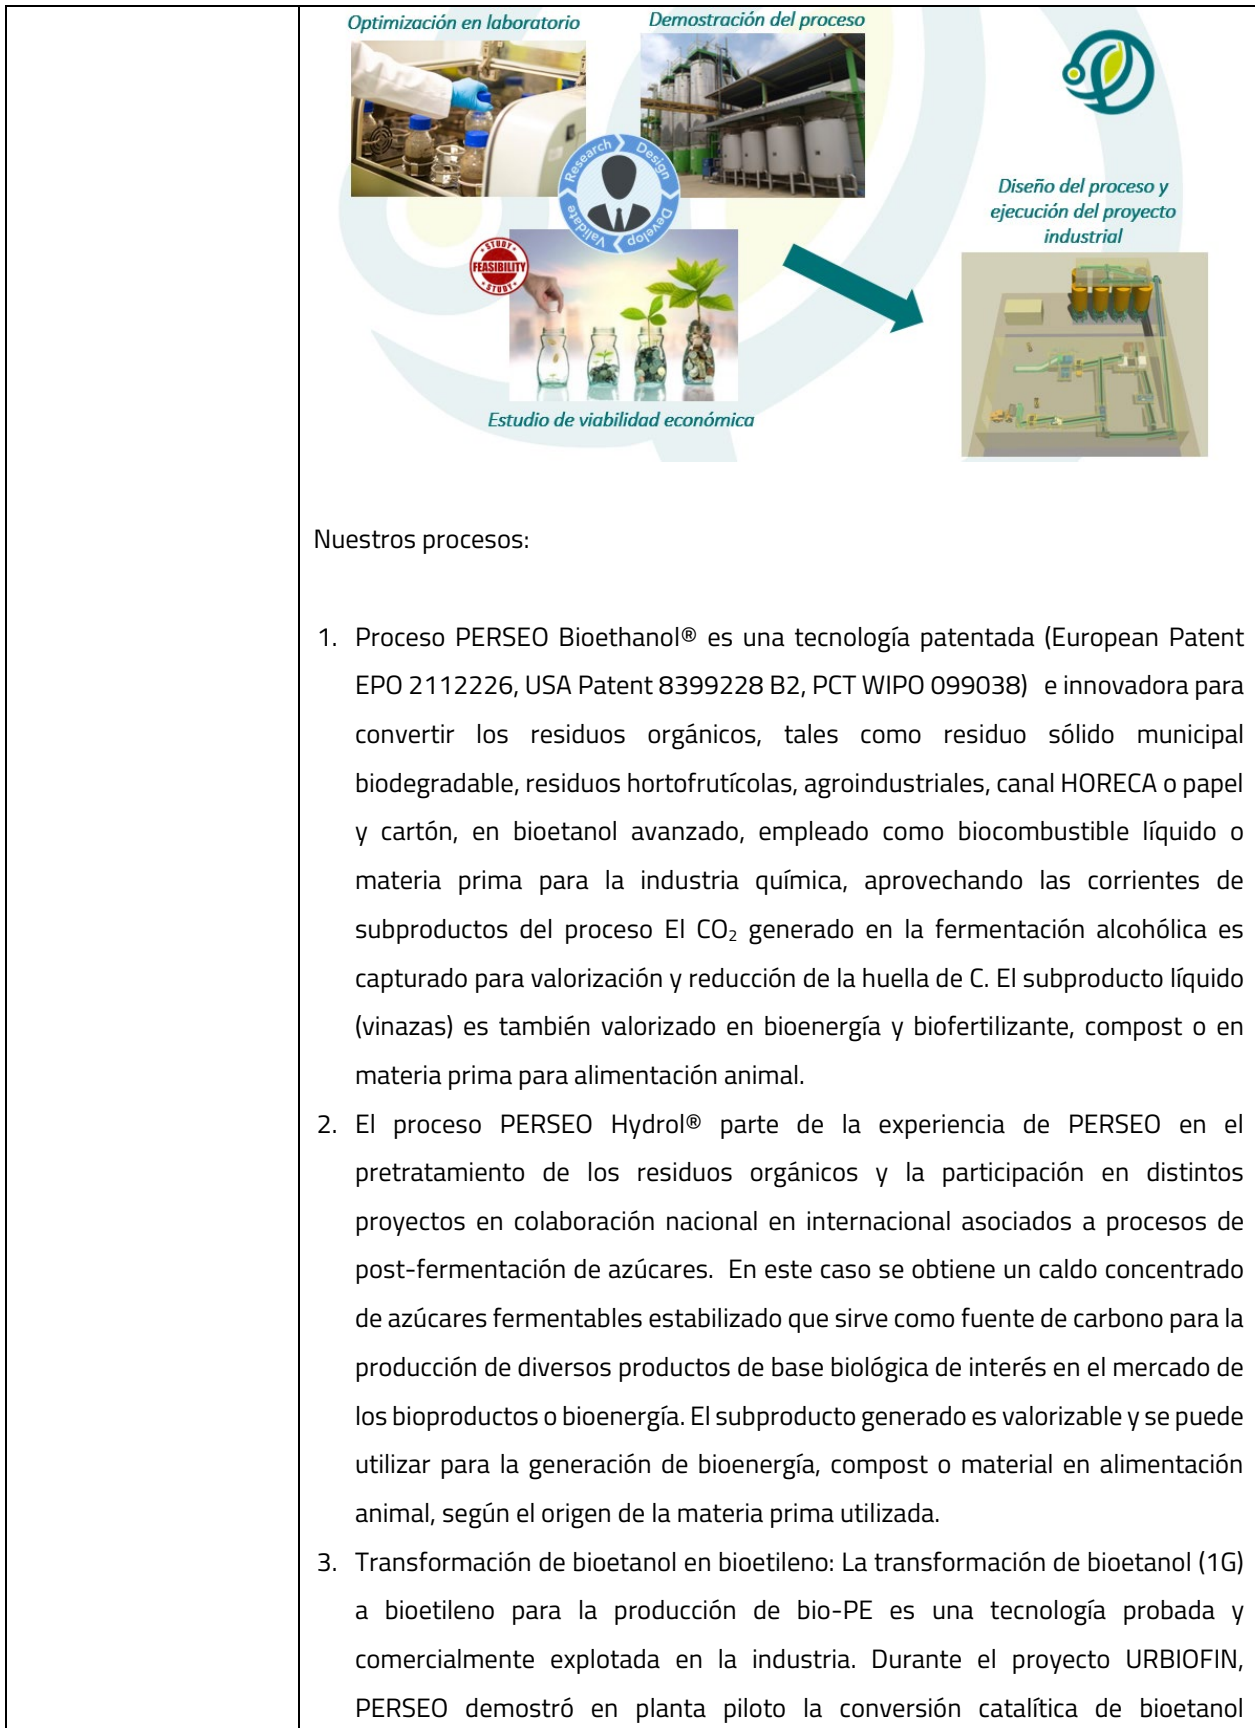 Optimización en laboratorio
Demostración del proceso
Research
Design
Develop
Validate
STUDY
FEASIBILITY
STUDY
Diseño del proceso y
ejecución del proyecto
industrial
Estudio de viabilidad económica
Nuestros procesos:
1. Proceso PERSEO Bioethanol® es una tecnología patentada (European Patent
EPO 2112226, USA Patent 8399228 B2, PCT WIPO 099038) e innovadora para
convertir los residuos orgánicos, tales como residuo sólido municipal
biodegradable, residuos hortofrutícolas, agroindustriales, canal HORECA o papel
y cartón, en bioetanol avanzado, empleado como biocombustible líquido o
materia prima para la industria química, aprovechando las corrientes de
subproductos del proceso El CO₂ generado en la fermentación alcohólica es
capturado para valorización y reducción de la huella de C. El subproducto líquido
(vinazas) es también valorizado en bioenergía y biofertilizante, compost o en
materia prima para alimentación animal.
2. El proceso PERSEO Hydrol® parte de la experiencia de PERSEO en el
pretratamiento de los residuos orgánicos y la participación en distintos
proyectos en colaboración nacional en internacional asociados a procesos de
post-fermentación de azúcares. En este caso se obtiene un caldo concentrado
de azúcares fermentables estabilizado que sirve como fuente de carbono para la
producción de diversos productos de base biológica de interés en el mercado de
los bioproductos o bioenergía. El subproducto generado es valorizable y se puede
utilizar para la generación de bioenergía, compost o material en alimentación
animal, según el origen de la materia prima utilizada.
3. Transformación de bioetanol en bioetileno: La transformación de bioetanol (1G)
a bioetileno para la producción de bio-PE es una tecnología probada y
comercialmente explotada en la industria. Durante el proyecto URBIOFIN,
PERSEO demostró en planta piloto la conversión catalítica de bioetanol